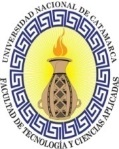 UNIVERSIDAD NACIONAL DE CATAMARCA
FACULTAD DE TECNOLOGÍA Y CIENCIAS APLICADAS